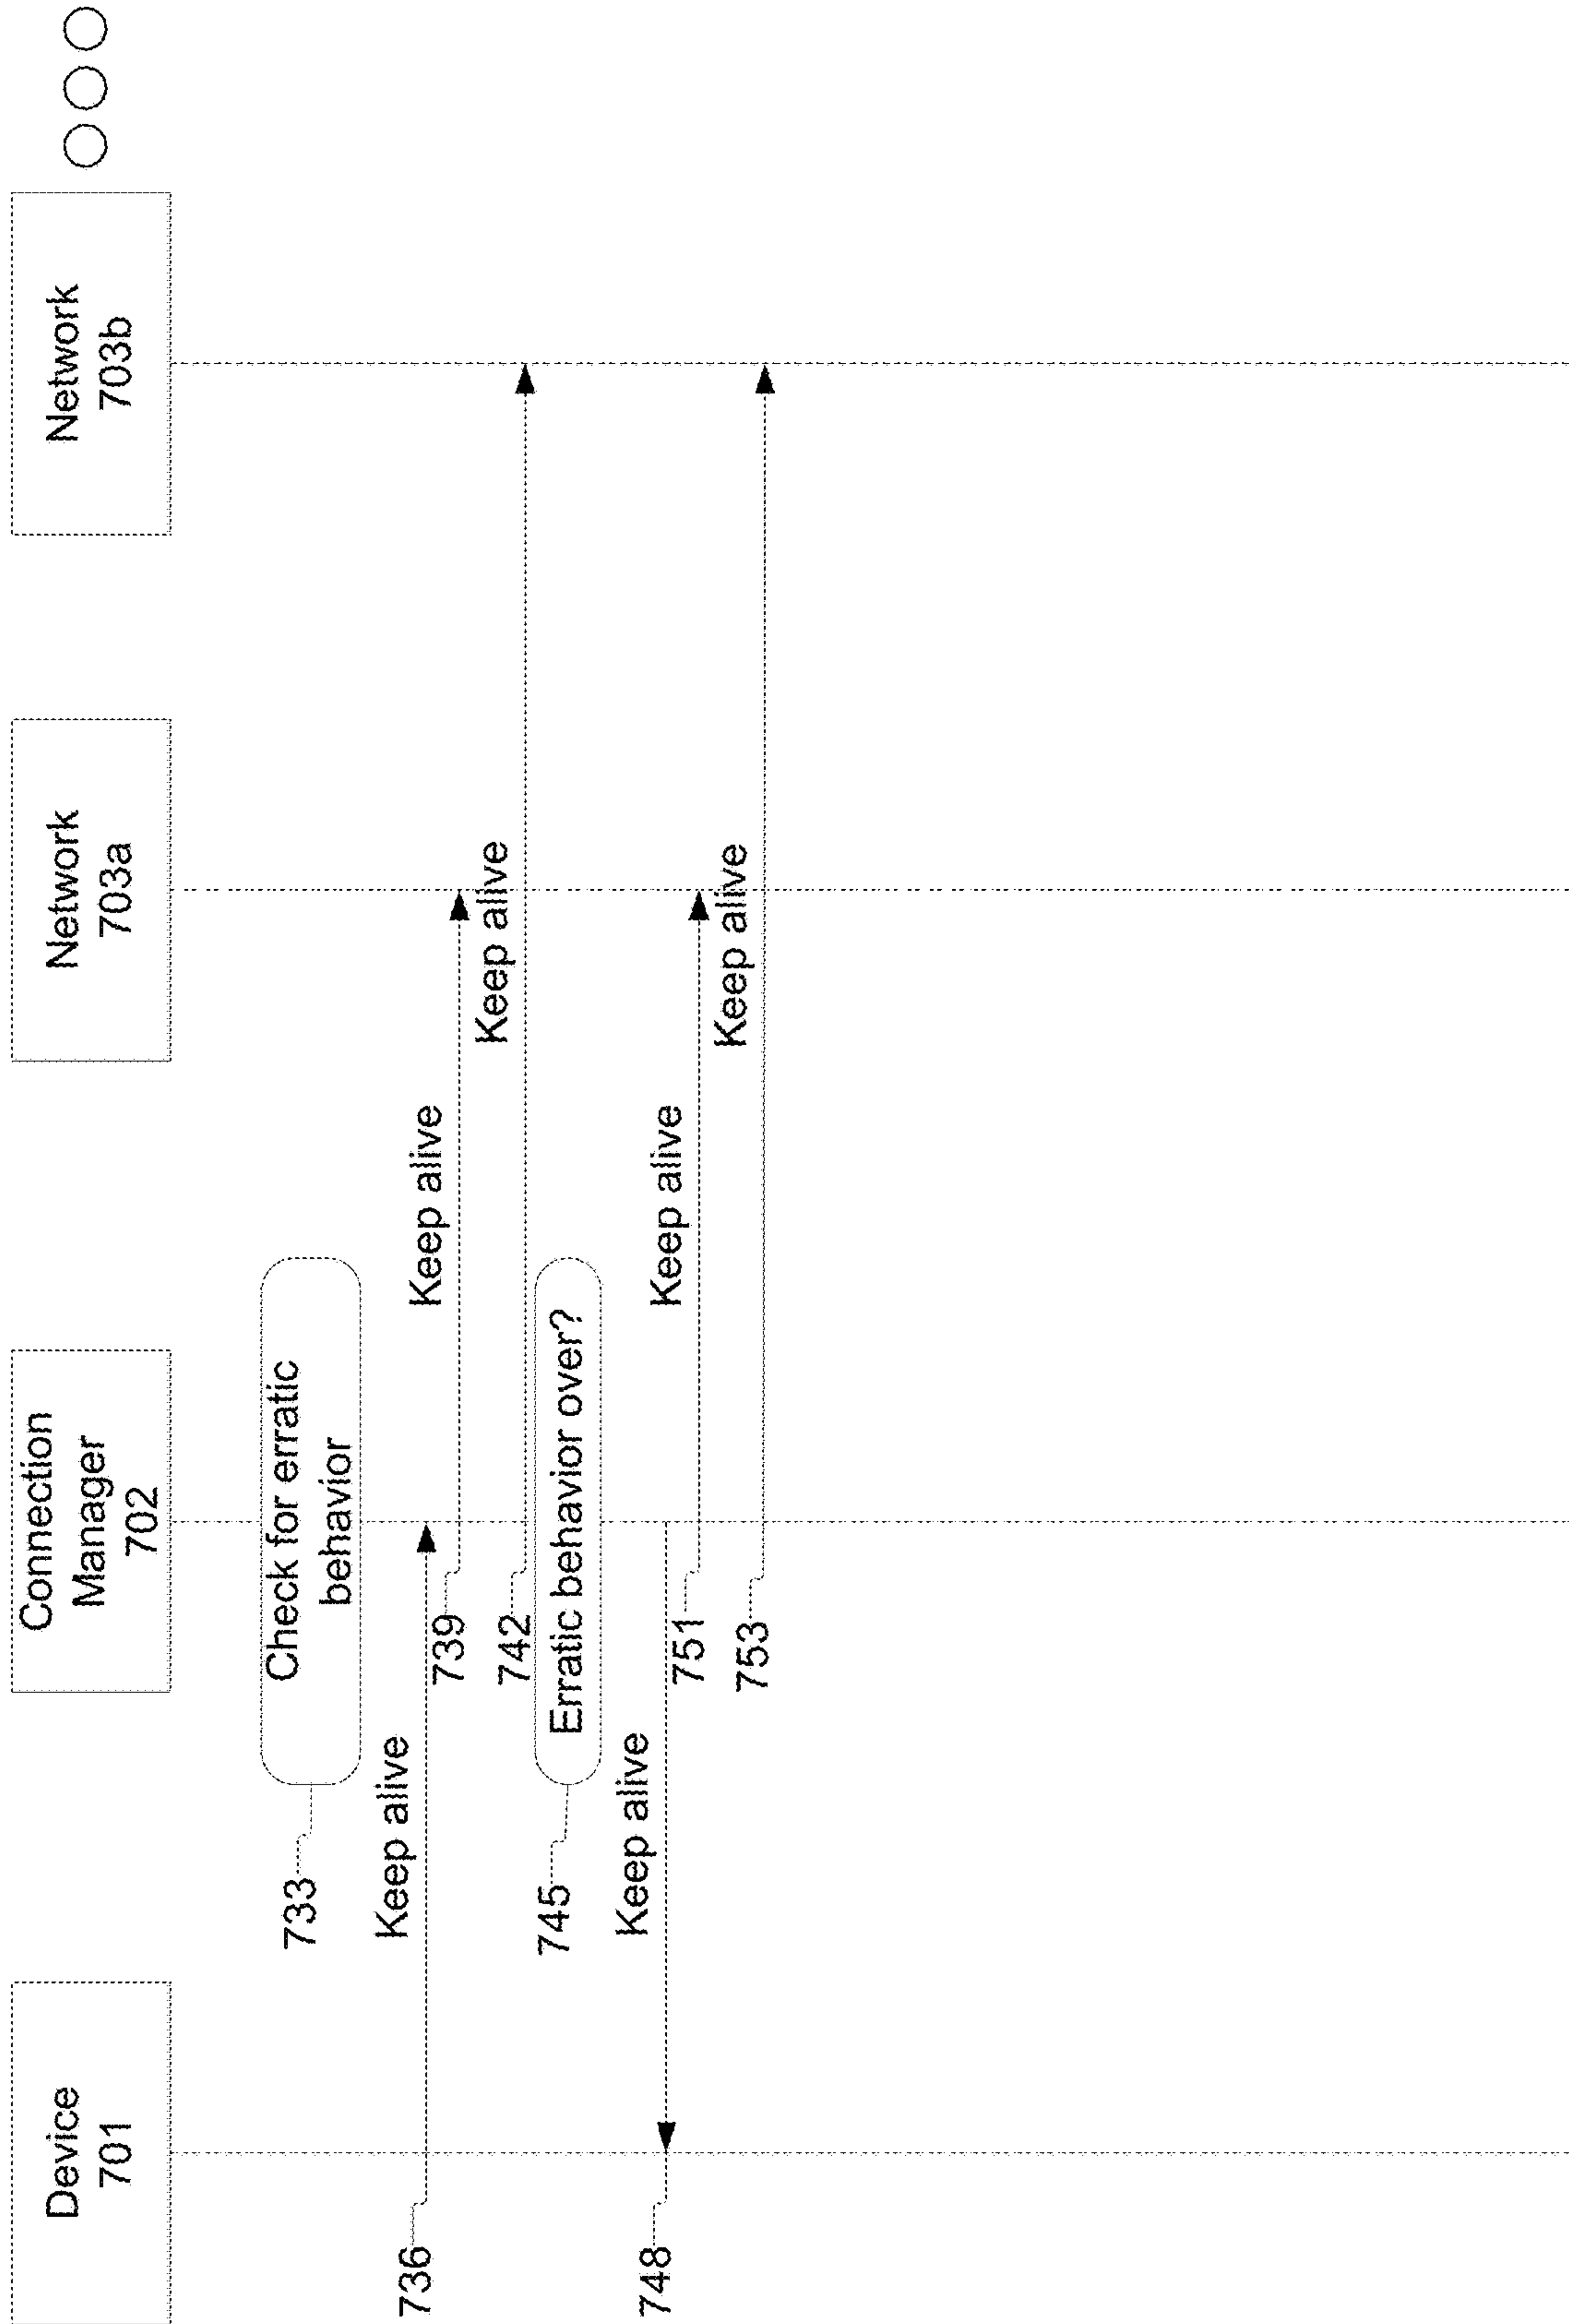 Device
701
Connection
Manager
702
Network
703a
Network
703b
733
Check for erratic
behavior
736
Keep alive
739
Keep alive
742
Keep alive
745
Erratic behavior over?
748
Keep alive
751
Keep alive
753
Keep alive